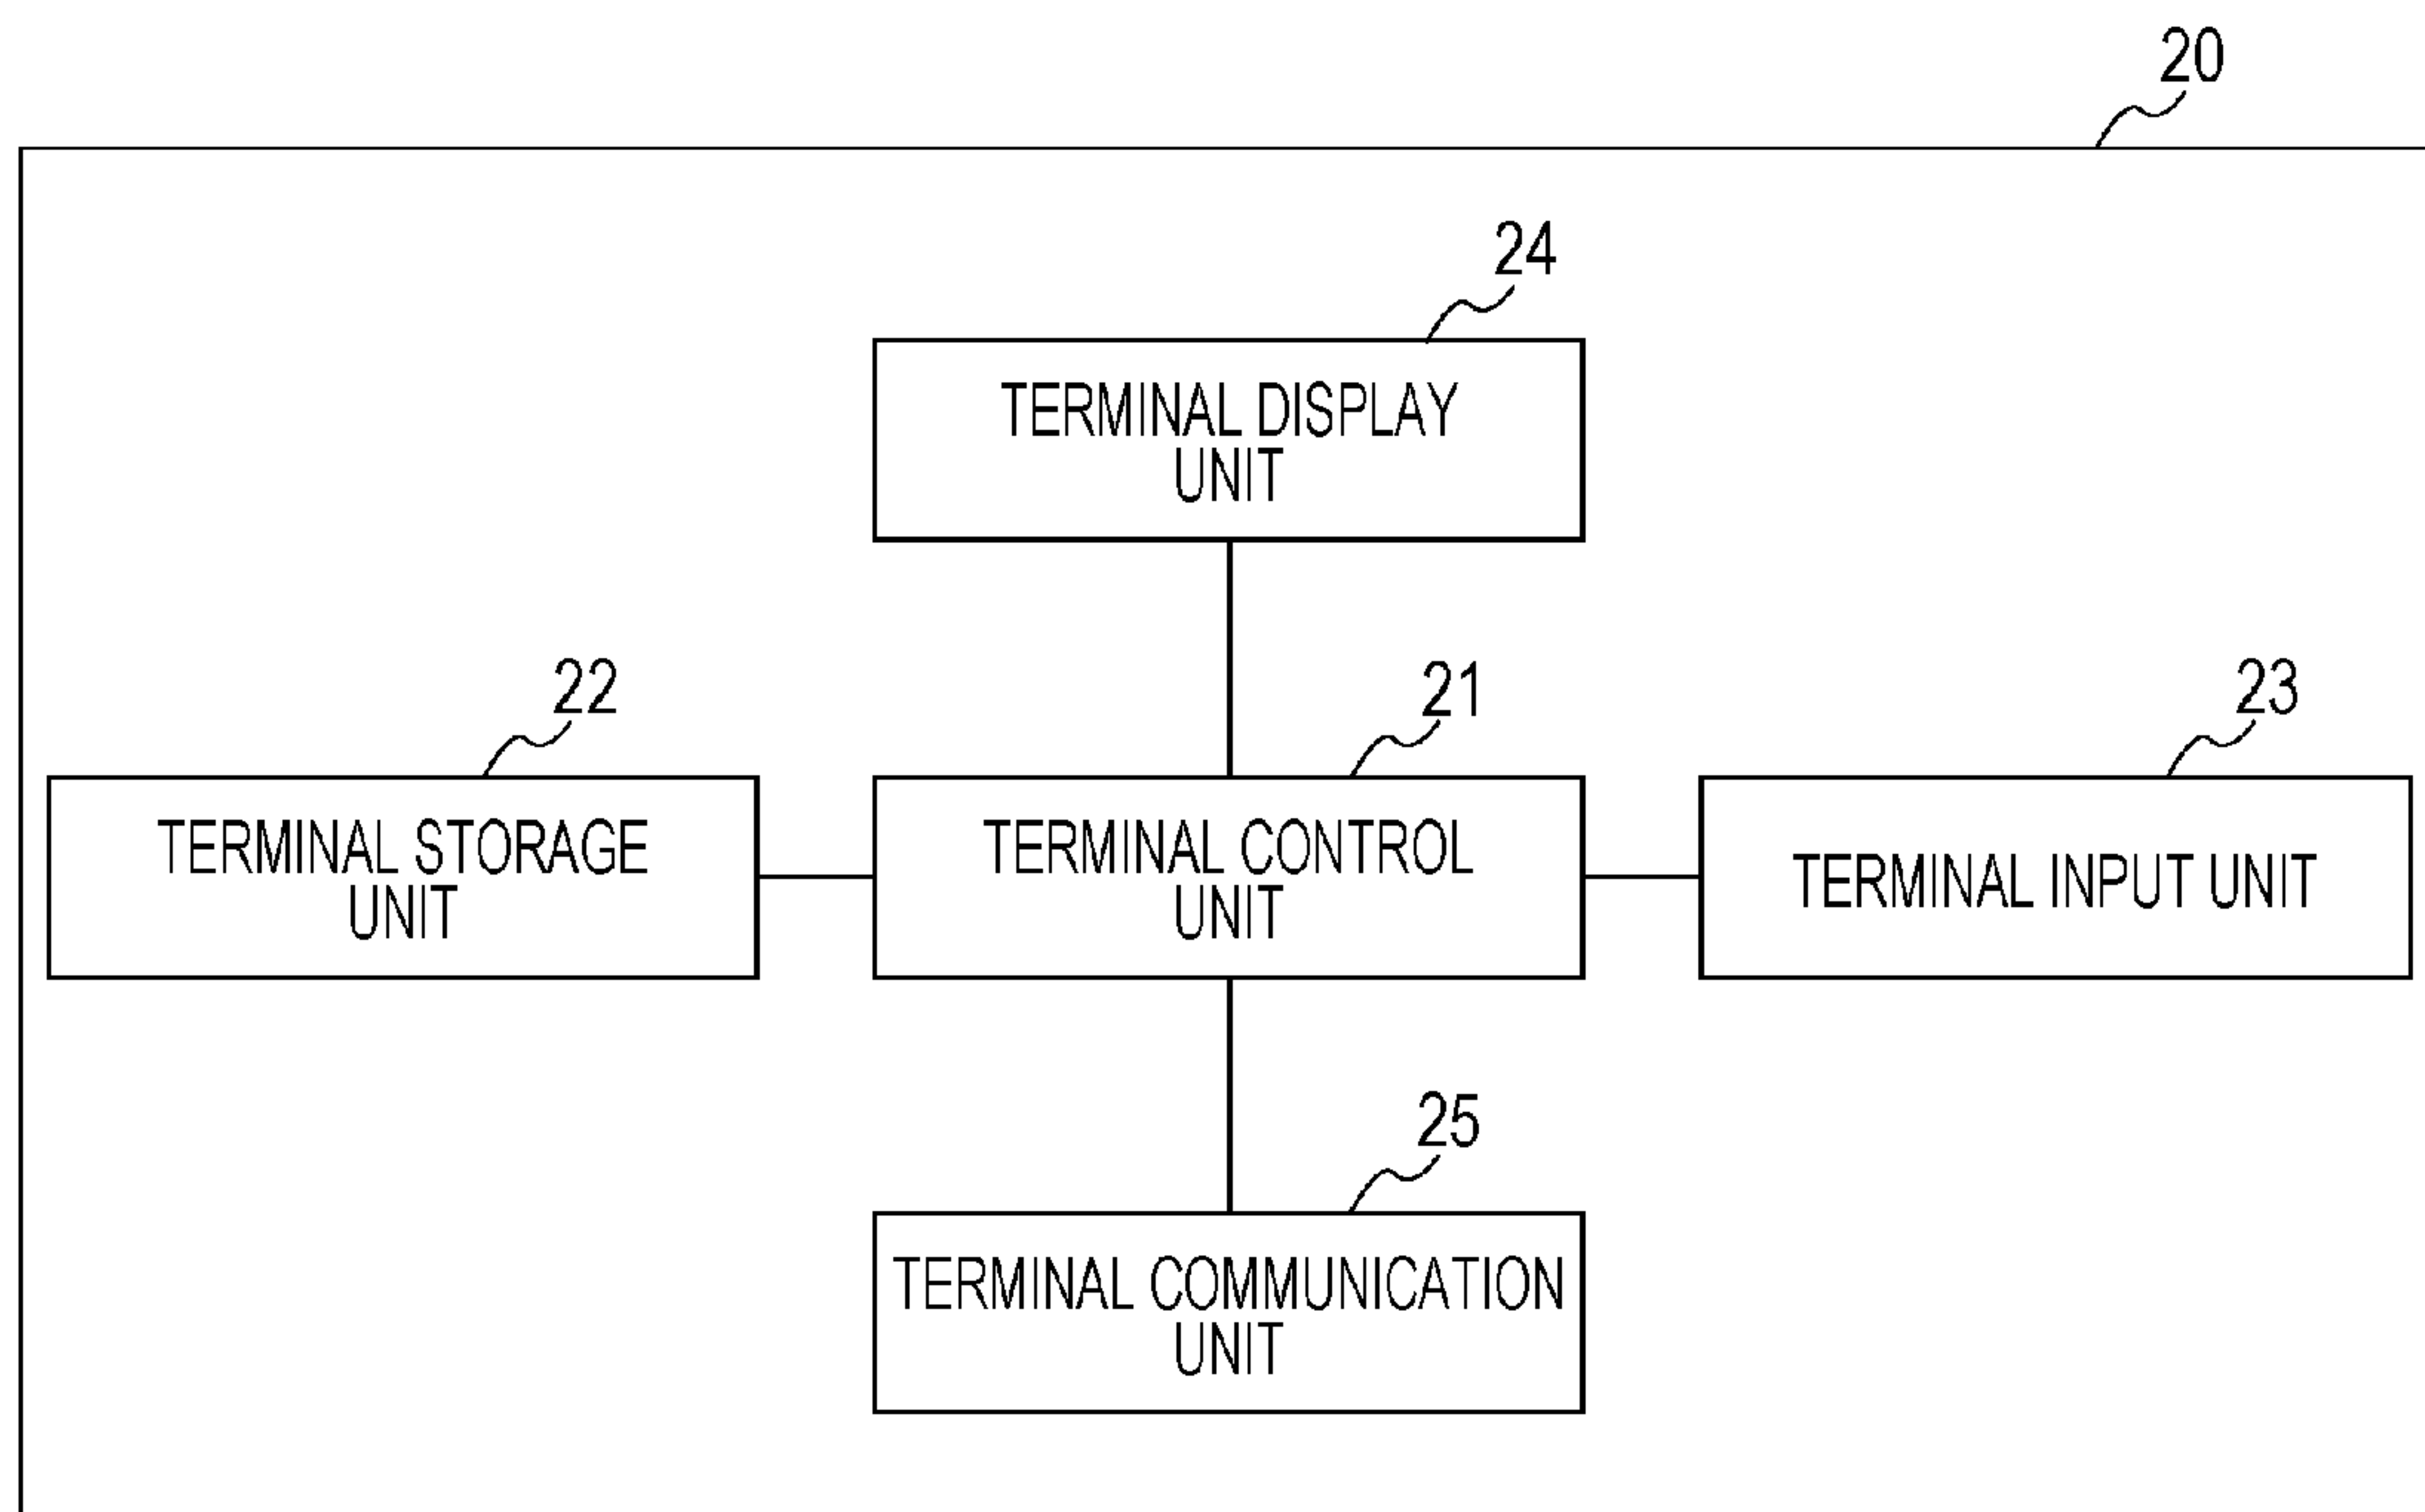 20
24
TERMINAL DISPLAY
UNIT
22
21
23
TERMINAL STORAGE
UNIT
TERMINAL CONTROL
UNIT
TERMINAL INPUT UNIT
25
TERMINAL COMMUNICATION
UNIT